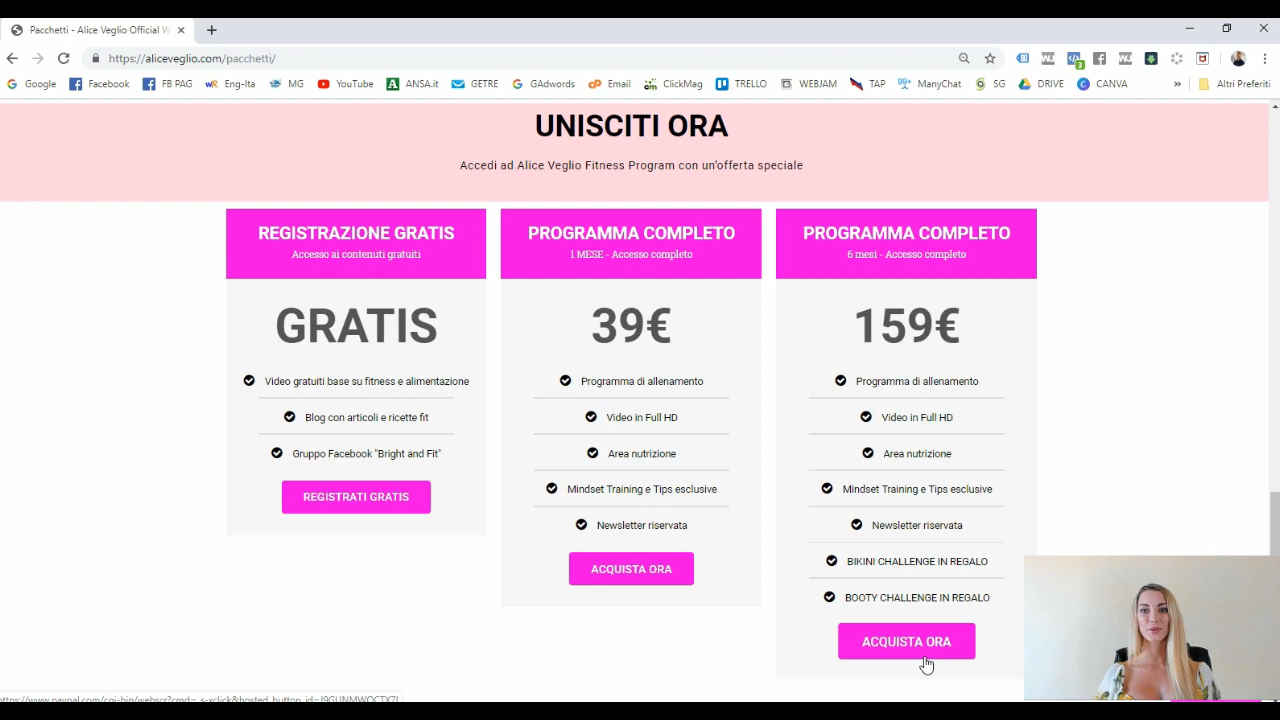 Pacchetti - Alice Veglio Official W
https://aliceveglio.com/pacchetti/
Google Facebook FB PAG Eng-Ita MG YouTube ANSA.it GETRE GAdwords Email ClickMag TRELLO WEBJAM TAP ManyChat SG DRIVE CANVA » Altri Preferiti
UNISCITI ORA
Accedi ad Alice Veglio Fitness Program con un'offerta speciale
REGISTRAZIONE GRATIS
Accesso ai contenuti gratuiti
GRATIS
Video gratuiti base su fitness e alimentazione
Blog con articoli e ricette fit
Gruppo Facebook "Bright and Fit"
REGISTRATI GRATIS
PROGRAMMA COMPLETO
1 MESE - Accesso completo
39€
Programma di allenamento
Video in Full HD
Area nutrizione
Mindset Training e Tips esclusive
Newsletter riservata
ACQUISTA ORA
PROGRAMMA COMPLETO
6 mesi - Accesso completo
159€
Programma di allenamento
Video in Full HD
Area nutrizione
Mindset Training e Tips esclusive
Newsletter riservata
BIKINI CHALLENGE IN REGALO
BOOTY CHALLENGE IN REGALO
ACQUISTA ORA